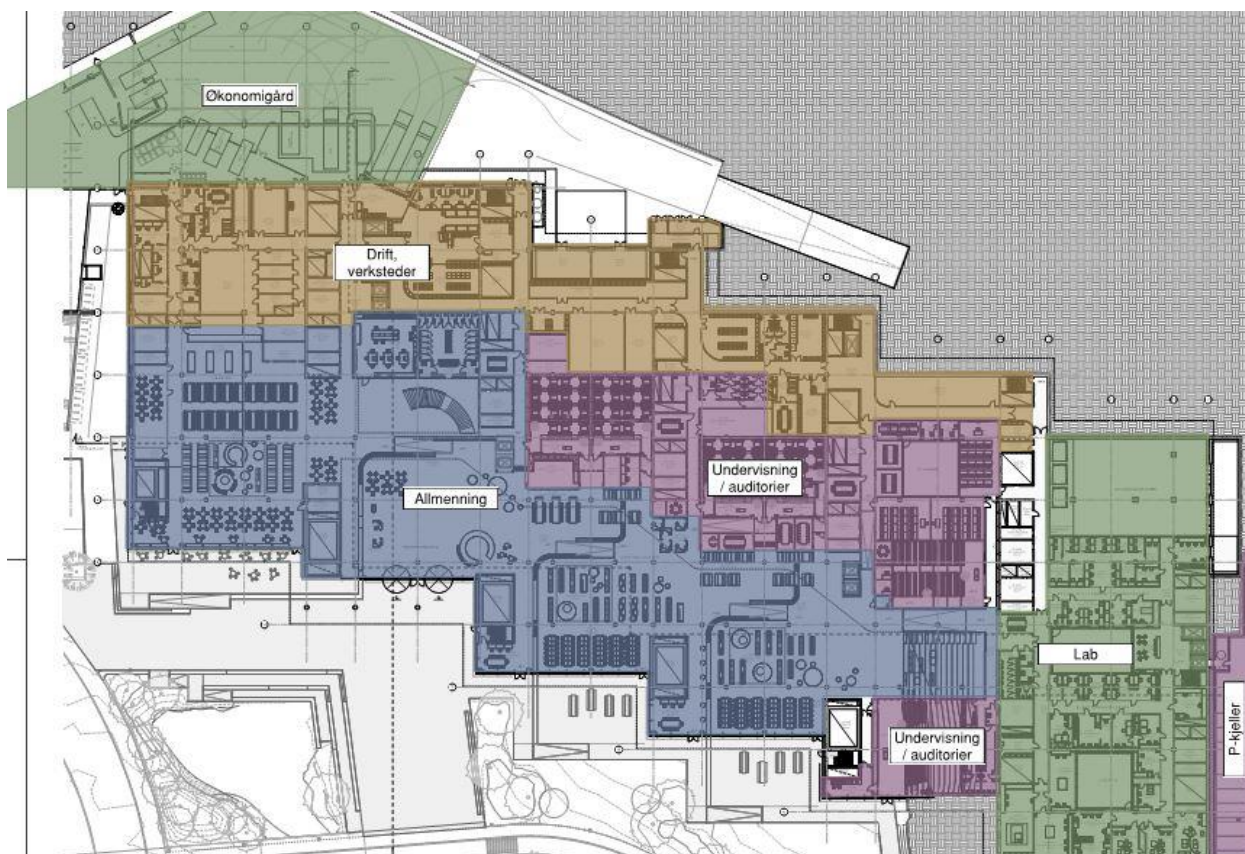 Økonomigård
Drift,
verksteder
Undervisning
/ auditorier
Allmenning
Lab
Undervisning
/ auditorier
P-kjeller